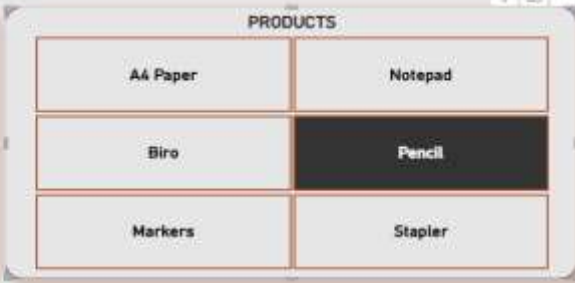 PRODUCTS
A4 Paper
Notepad
Biro
Pencil
Markers
Stapler